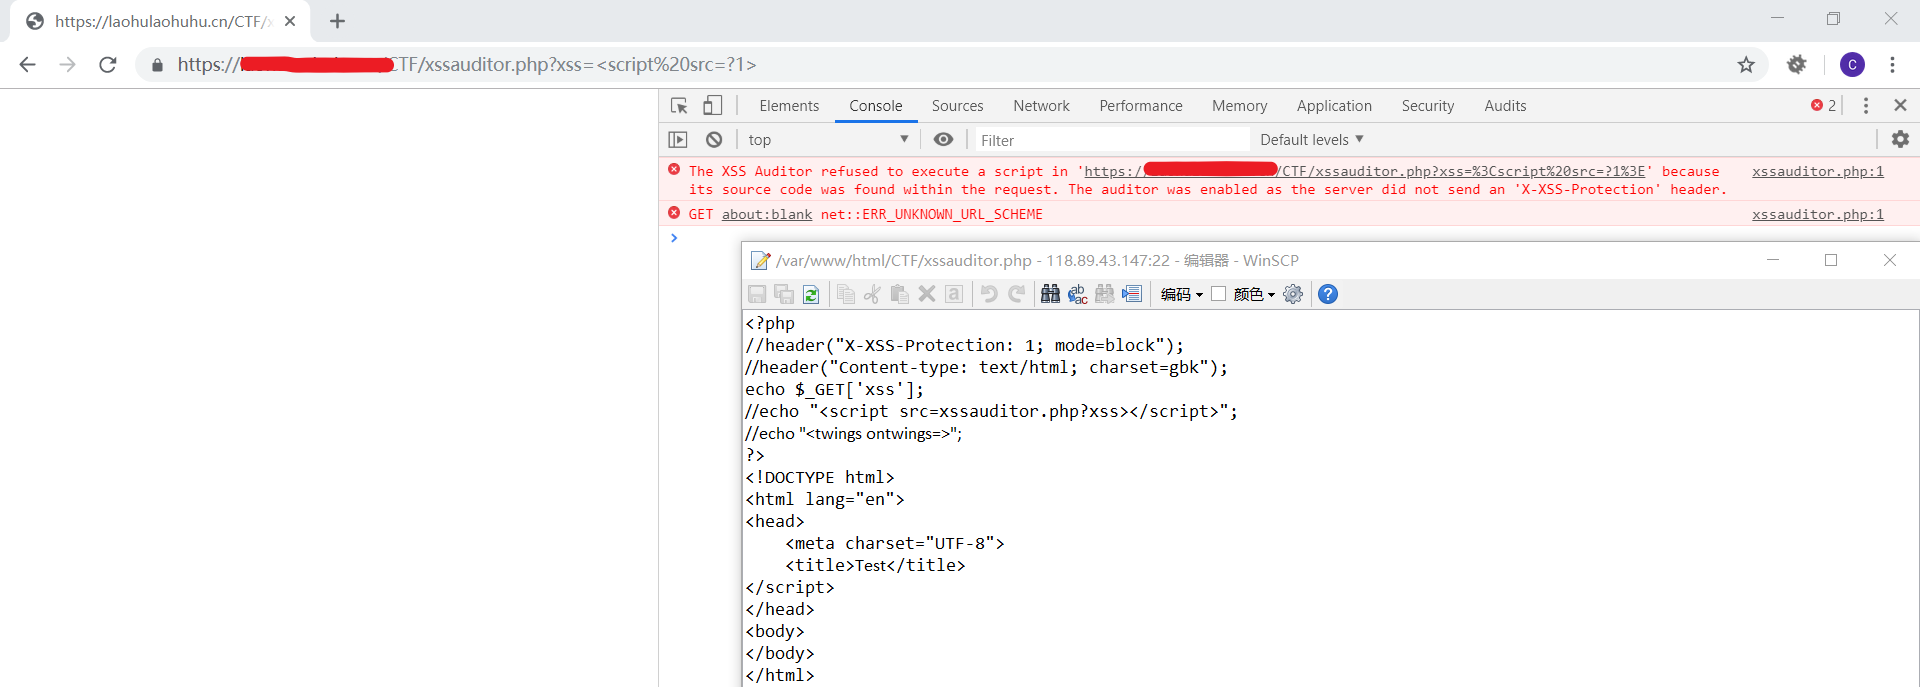 https://laohulaohuhu.cn/CTF/x
https:// CTF/xssauditor.php?xss=<script%20src=?1>
C
Elements Console Sources Network Performance Memory Application Security Audits 2
top Filter Default levels
The XSS Auditor refused to execute a script in 'https:/ /CTF/xssauditor.php?xss=%3Cscript%20src=?1%3E' because xssauditor.php:1
its source code was found within the request. The auditor was enabled as the server did not send an 'X-XSS-Protection' header.
GET about:blank net::ERR_UNKNOWN_URL_SCHEME xssauditor.php:1
/var/www/html/CTF/xssauditor.php - 118.89.43.147:22 - 编辑器 - WinSCP
编码 颜色
<?php
//header("X-XSS-Protection: 1; mode=block");
//header("Content-type: text/html; charset=gbk");
echo $_GET['xss'];
//echo "<script src=xssauditor.php?xss></script>";
//echo "<twings ontwings=>";
?>
<!DOCTYPE html>
<html lang="en">
<head>
    <meta charset="UTF-8">
    <title>Test</title>
</script>
</head>
<body>
</body>
</html>